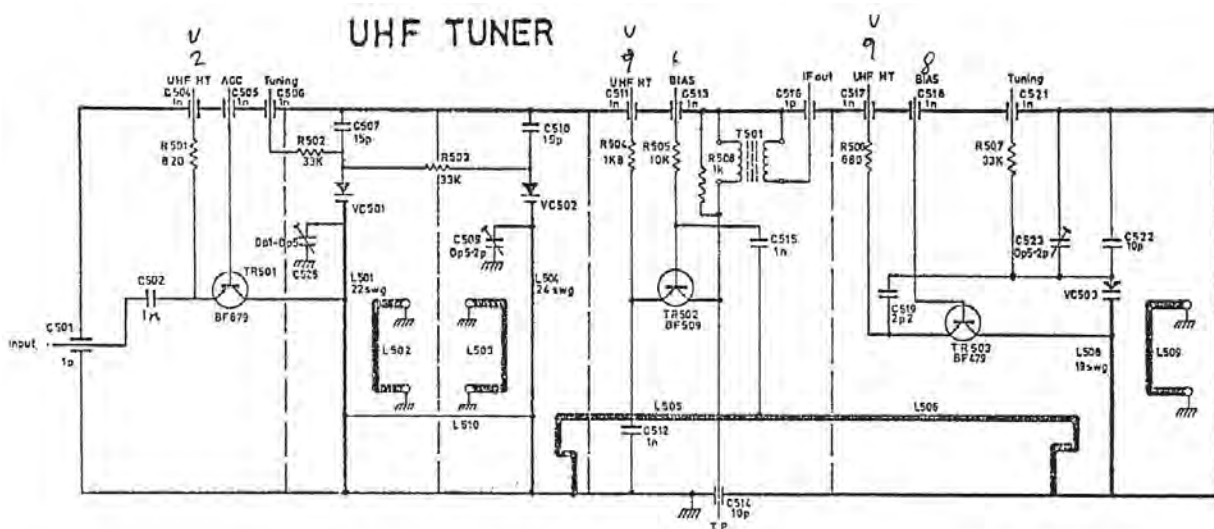 UHF TUNER
U
2
U
9
6
U
9
8
UHF HT
AGC
Tuning
UHF HT
BIAS
IF out
UHF HT
BIAS
Tuning
C504
1n
C505
1n
C506
1n
C511
1n
C513
1n
C516
1p
C517
1n
C518
1n
C521
1n
C507
15p
C510
15p
R501
820
R502
33K
R503
33K
R504
1K8
R505
10K
R508
1k
T501
R506
680
R507
33K
VC501
VC502
0p1-0p5
C525
C509
0p5-2p
C515
1n
C523
0p5-2p
C522
10p
TR501
BF679
L501
22swg
L504
24swg
C502
1n
TR502
BF509
C519
2p2
VC503
TR503
BF479
C501
Input
1p
L502
L503
L508
18swg
L509
L505
L506
L510
C512
1n
C514
10p
T.P.